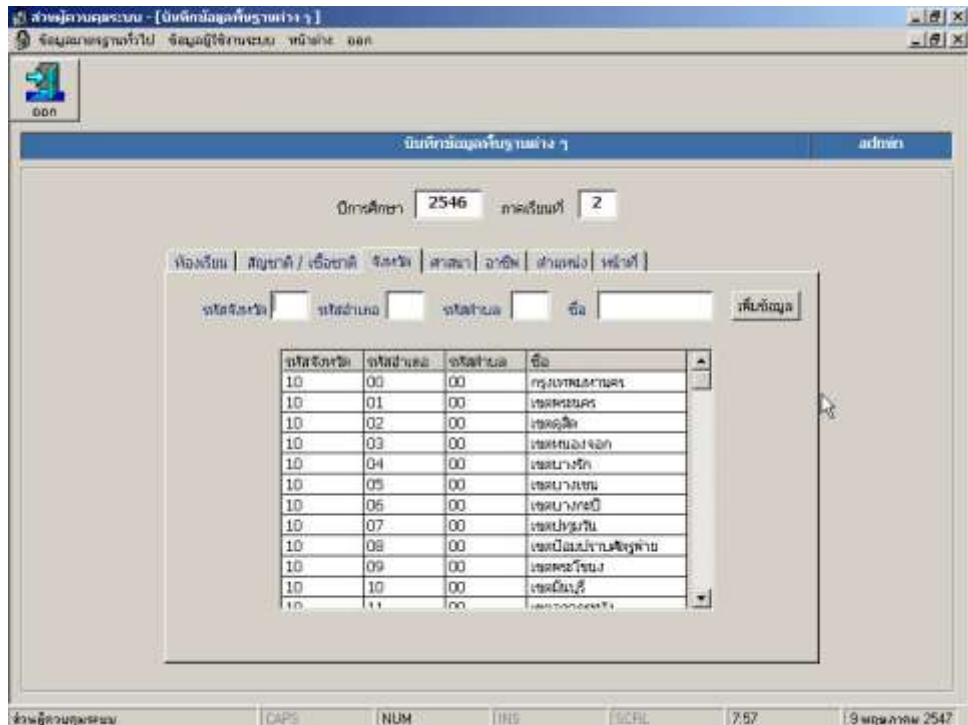 ส่วนผู้ควบคุมระบบ - [บันทึกข้อมูลพื้นฐานต่าง ๆ ]
ข้อมูลมาตรฐานทั่วไป ข้อมูลผู้ใช้งานระบบ หน้าต่าง ออก
ออก
บันทึกข้อมูลพื้นฐานต่าง ๆ admin
ปีการศึกษา 2546 ภาคเรียนที่ 2
ห้องเรียน สัญชาติ / เชื้อชาติ จังหวัด ศาสนา อาชีพ ตำแหน่ง หน้าที่
รหัสจังหวัด รหัสอำเภอ รหัสตำบล ชื่อ เพิ่มข้อมูล
รหัสจังหวัด รหัสอำเภอ รหัสตำบล ชื่อ
10 00 00 กรุงเทพมหานคร
10 01 00 เขตพระนคร
10 02 00 เขตดุสิต
10 03 00 เขตหนองจอก
10 04 00 เขตบางรัก
10 05 00 เขตบางเขน
10 06 00 เขตบางกะปิ
10 07 00 เขตปทุมวัน
10 08 00 เขตป้อมปราบศัตรูพ่าย
10 09 00 เขตพระโขนง
10 10 00 เขตมีนบุรี
10 11 00
ส่วนผู้ควบคุมระบบ CAPS NUM INS SCRL 7:57 9 พฤษภาคม 2547